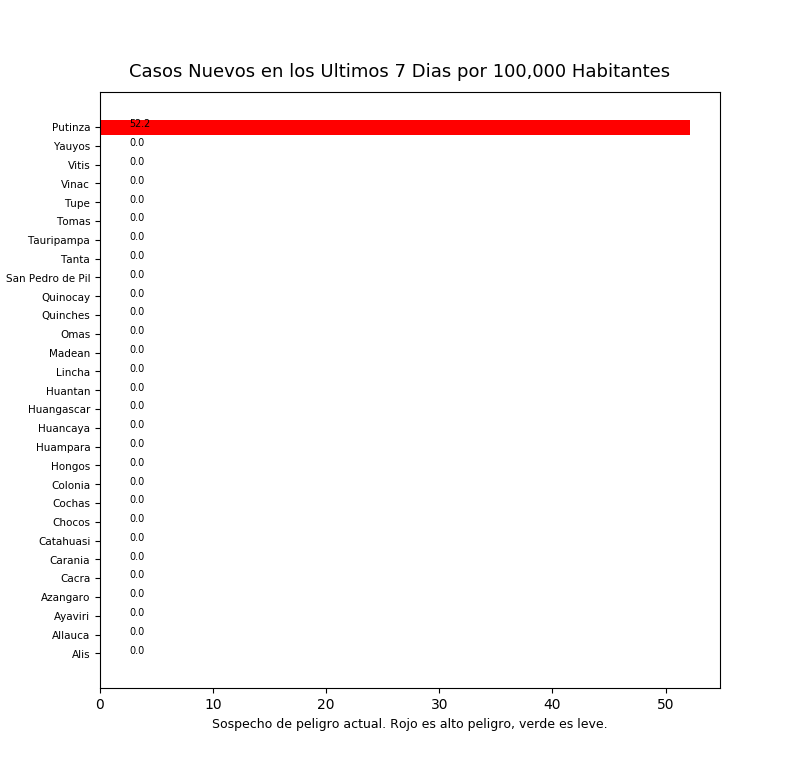 Casos Nuevos en los Ultimos 7 Dias por 100,000 Habitantes
Putinza 52.2
Yauyos 0.0
Vitis 0.0
Vinac 0.0
Tupe 0.0
Tomas 0.0
Tauripampa 0.0
Tanta 0.0
San Pedro de Pil 0.0
Quinocay 0.0
Quinches 0.0
Omas 0.0
Madean 0.0
Lincha 0.0
Huantan 0.0
Huangascar 0.0
Huancaya 0.0
Huampara 0.0
Hongos 0.0
Colonia 0.0
Cochas 0.0
Chocos 0.0
Catahuasi 0.0
Carania 0.0
Cacra 0.0
Azangaro 0.0
Ayaviri 0.0
Allauca 0.0
Alis 0.0
0 10 20 30 40 50
Sospecho de peligro actual. Rojo es alto peligro, verde es leve.